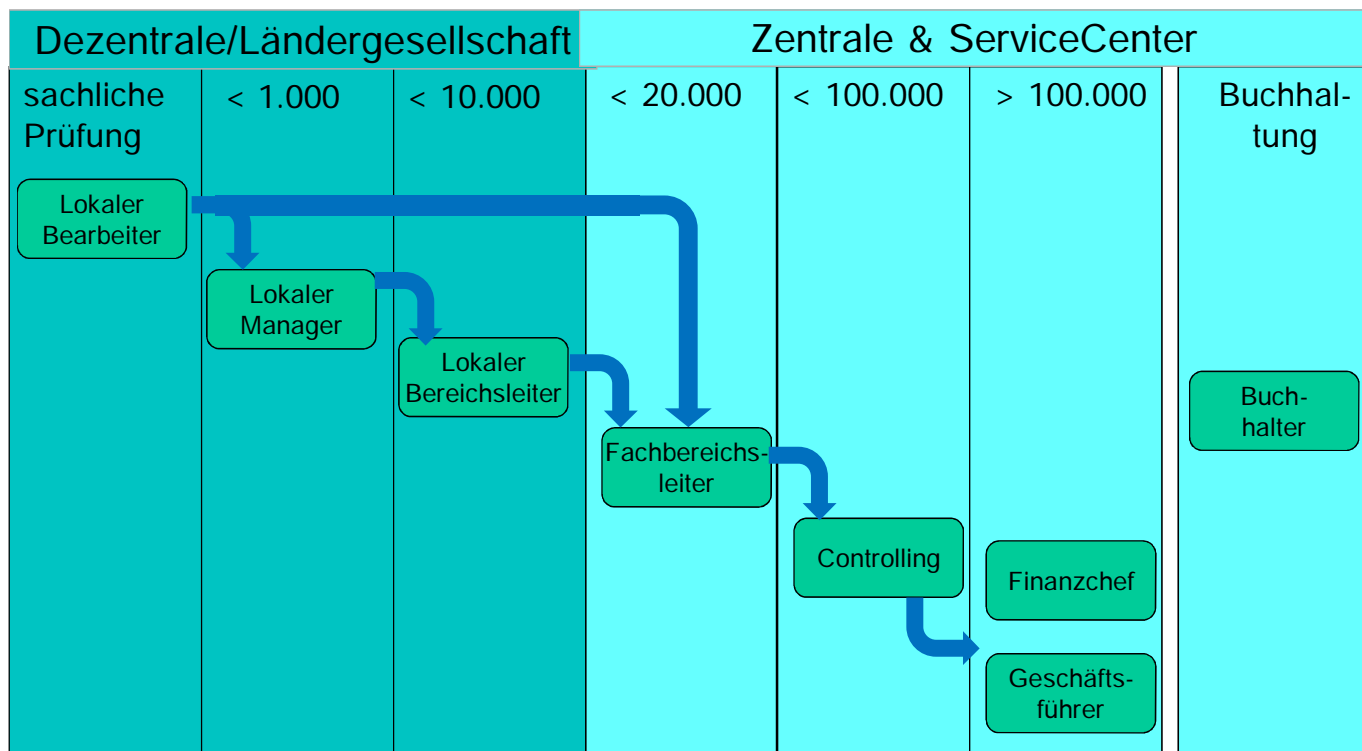 Dezentrale/Ländergesellschaft
Zentrale & ServiceCenter
sachliche
Prüfung
< 1.000
< 10.000
< 20.000
< 100.000
> 100.000
Buchhal-
tung
Lokaler
Bearbeiter
Lokaler
Manager
Lokaler
Bereichsleiter
Fachbereichs-
leiter
Controlling
Finanzchef
Geschäfts-
führer
Buch-
halter